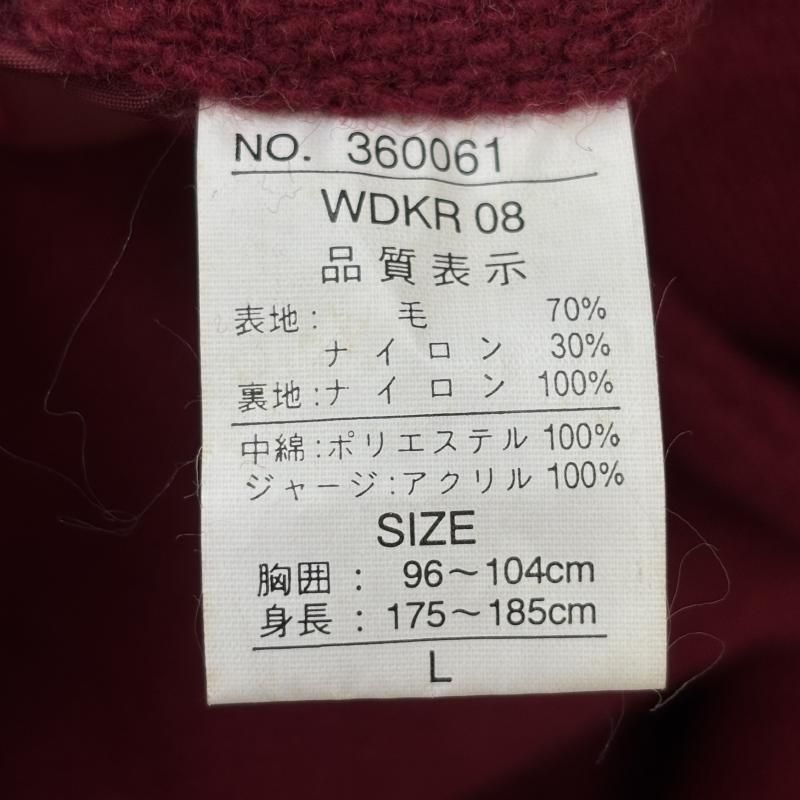 NO. 360061
WDKR 08
品質表示
表地: 毛 70%
ナイロン 30%
裏地:ナイロン 100%
中綿:ポリエステル 100%
ジャージ:アクリル 100%
SIZE
胸囲: 96〜104cm
身長: 175〜185cm
L